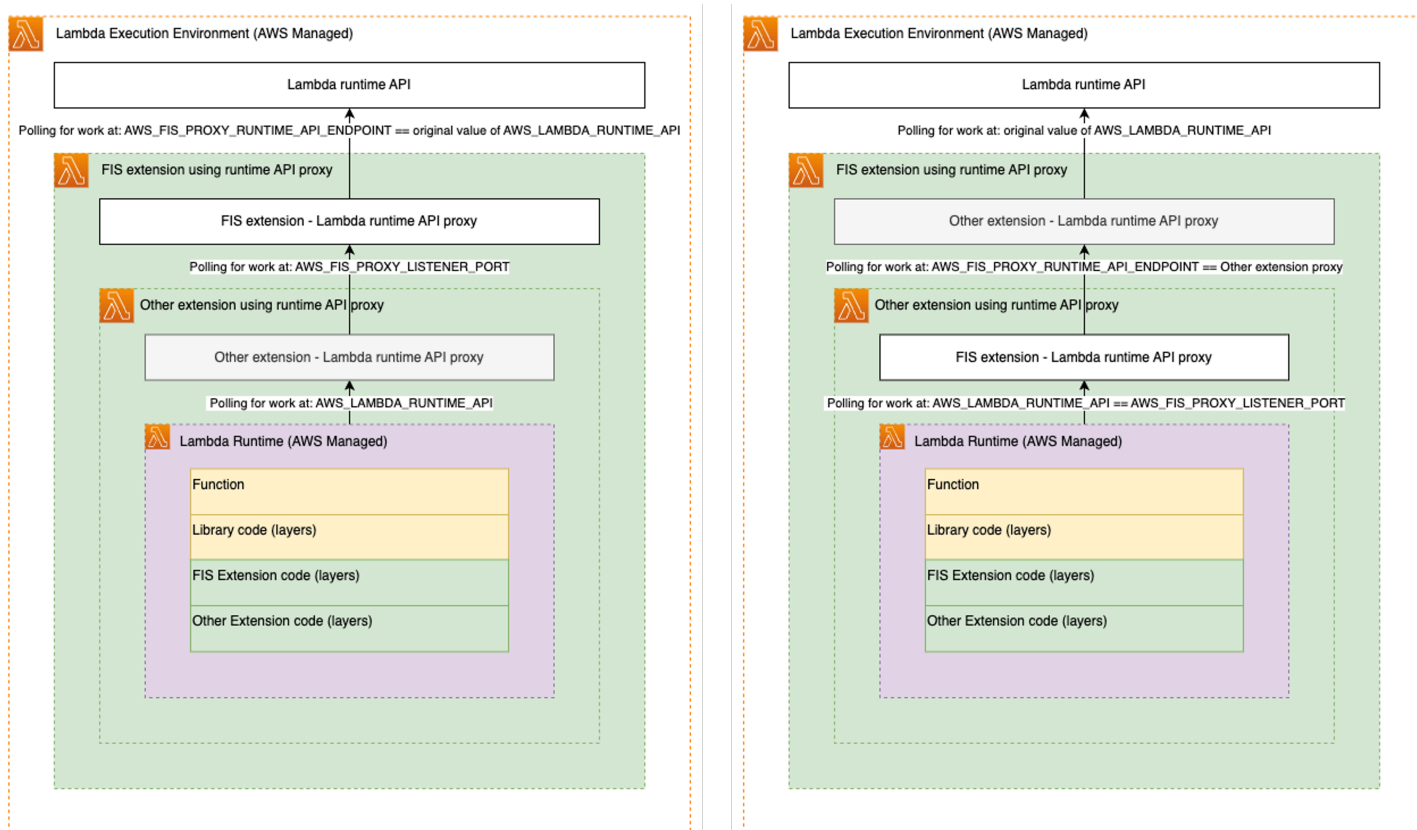 Lambda Execution Environment (AWS Managed)
Lambda runtime API
Polling for work at: AWS_FIS_PROXY_RUNTIME_API_ENDPOINT == original value of AWS_LAMBDA_RUNTIME_API
FIS extension using runtime API proxy
FIS extension - Lambda runtime API proxy
Polling for work at: AWS_FIS_PROXY_LISTENER_PORT
Other extension using runtime API proxy
Other extension - Lambda runtime API proxy
Polling for work at: AWS_LAMBDA_RUNTIME_API
Lambda Runtime (AWS Managed)
Function
Library code (layers)
FIS Extension code (layers)
Other Extension code (layers)
Lambda Execution Environment (AWS Managed)
Lambda runtime API
Polling for work at: original value of AWS_LAMBDA_RUNTIME_API
FIS extension using runtime API proxy
Other extension - Lambda runtime API proxy
Polling for work at: AWS_FIS_PROXY_RUNTIME_API_ENDPOINT == Other extension proxy
Other extension using runtime API proxy
FIS extension - Lambda runtime API proxy
Polling for work at: AWS_LAMBDA_RUNTIME_API == AWS_FIS_PROXY_LISTENER_PORT
Lambda Runtime (AWS Managed)
Function
Library code (layers)
FIS Extension code (layers)
Other Extension code (layers)